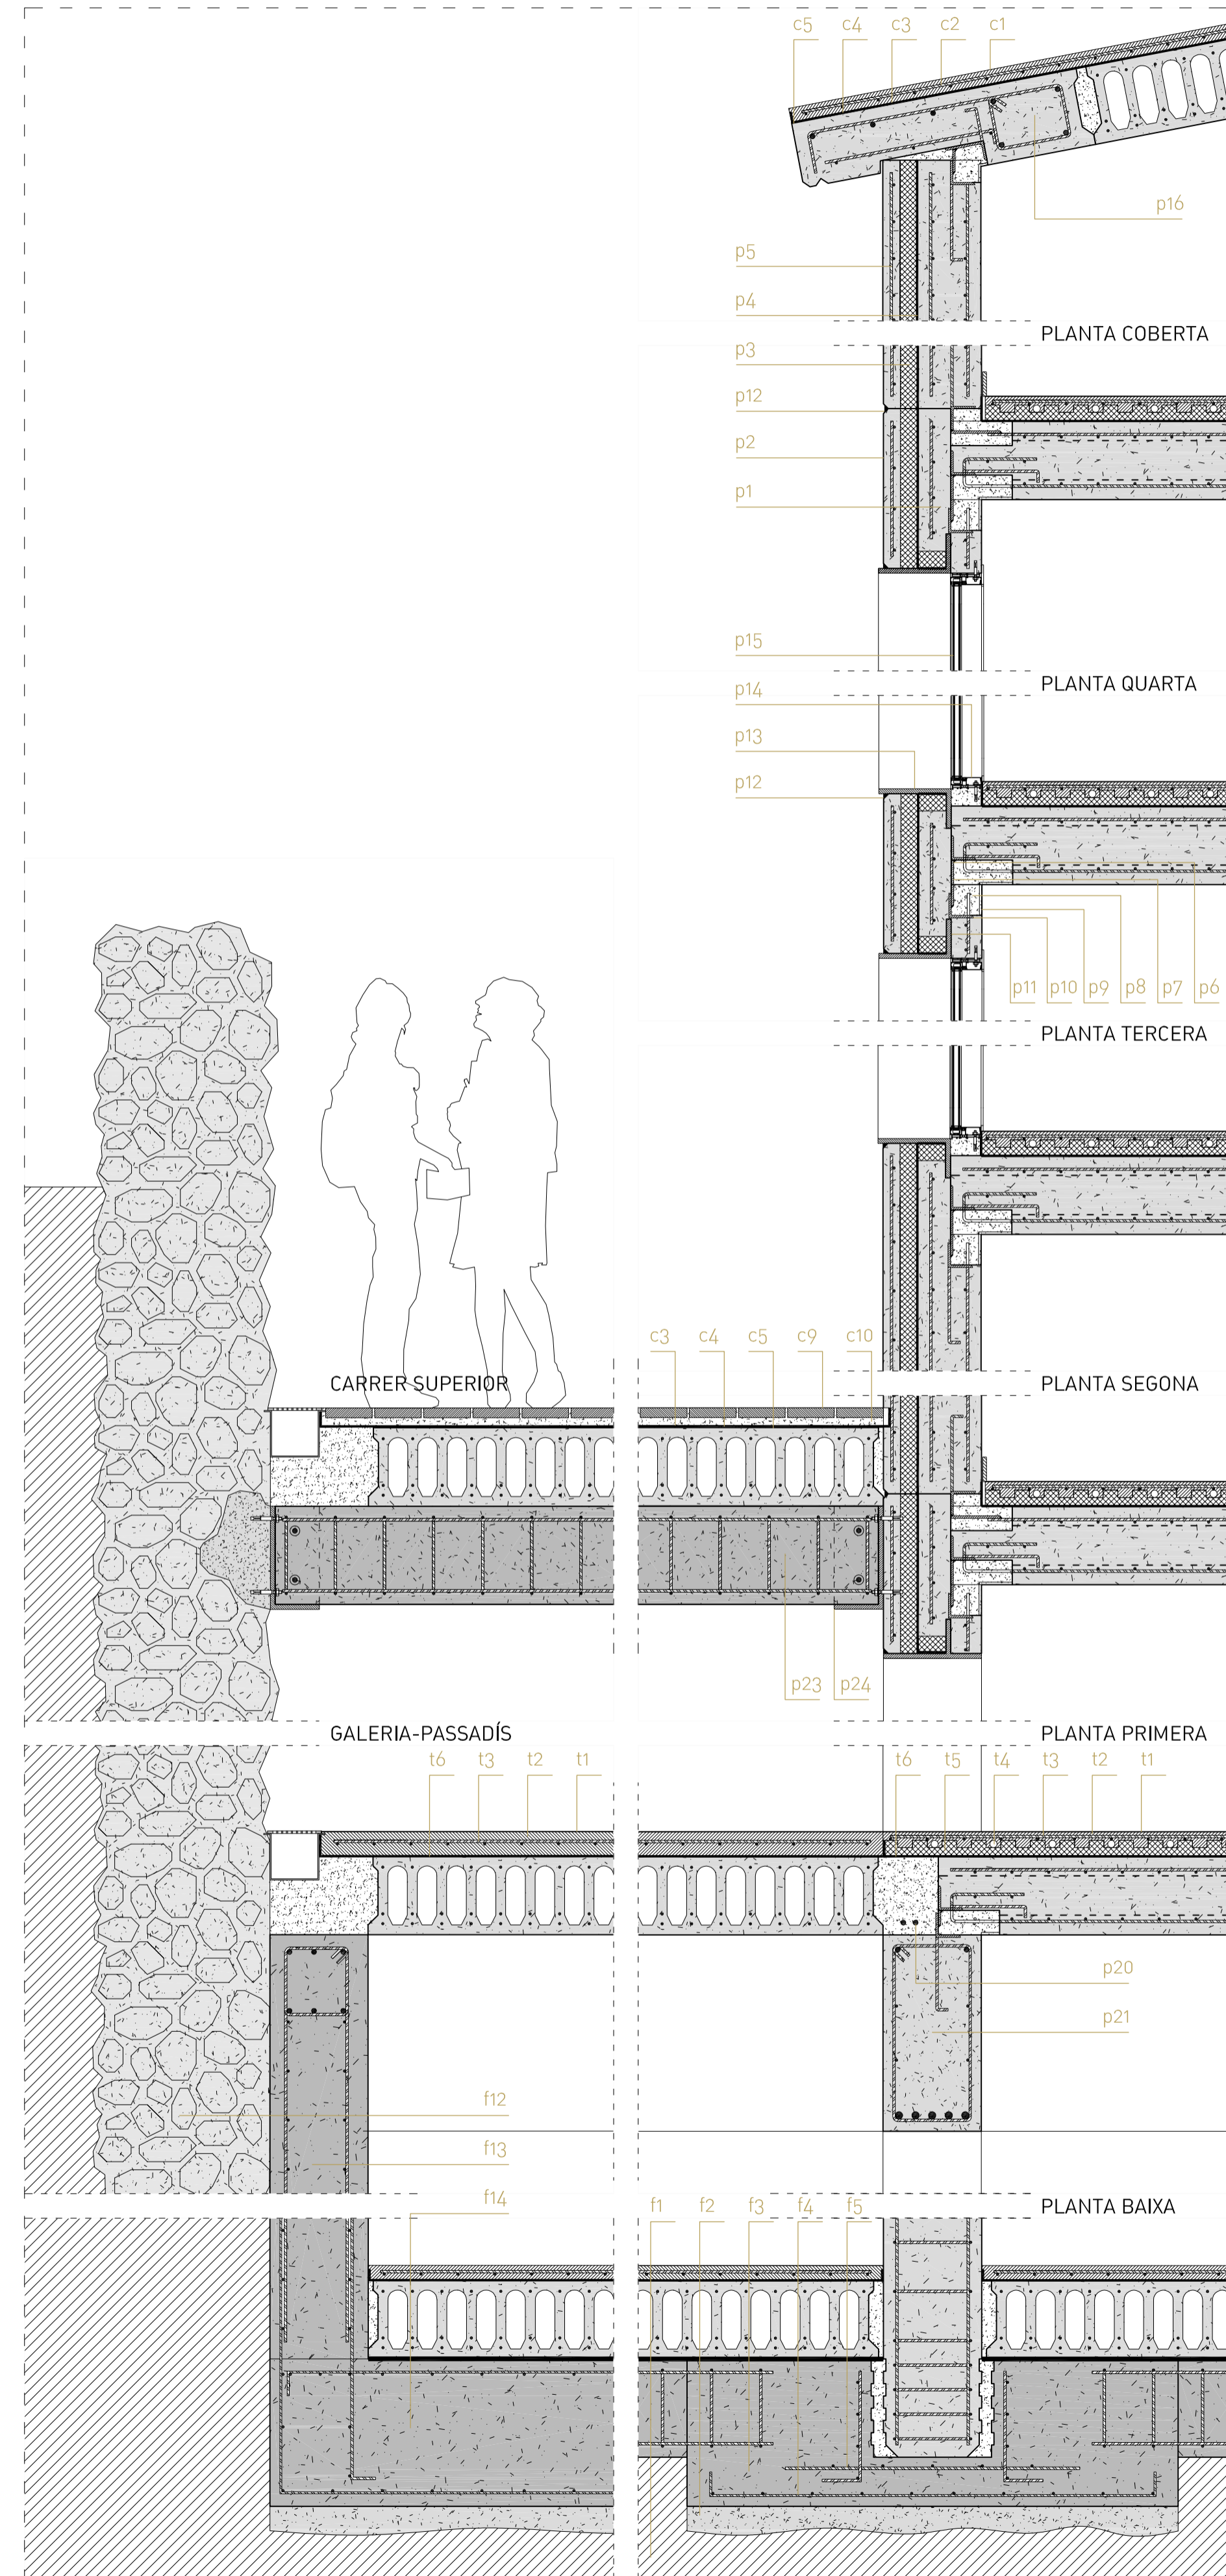 c5 c4 c3 c2 c1
p16
p5
p4
PLANTA COBERTA
p3
p12
p2
p1
p15
PLANTA QUARTA
p14
p13
p12
p11 p10 p9 p8 p7 p6
PLANTA TERCERA
c3 c4 c5 c9 c10
CARRER SUPERIOR
PLANTA SEGONA
p23 p24
GALERIA-PASSADÍS
PLANTA PRIMERA
t6 t3 t2 t1
t6 t5 t4 t3 t2 t1
p20
p21
f12
f13
f14
f1 f2 f3 f4 f5
PLANTA BAIXA